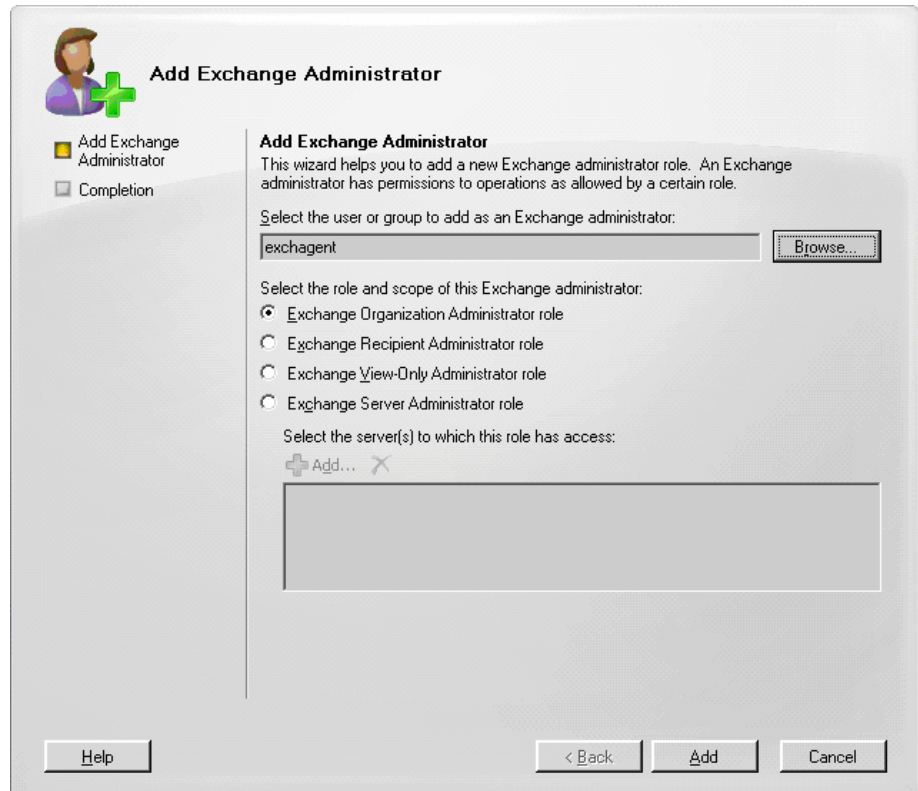 Add Exchange Administrator
Add Exchange
Administrator
Completion
Add Exchange Administrator
This wizard helps you to add a new Exchange administrator role. An Exchange
administrator has permissions to operations as allowed by a certain role.
Select the user or group to add as an Exchange administrator:
exchagent
Browse...
Select the role and scope of this Exchange administrator:
Exchange Organization Administrator role
Exchange Recipient Administrator role
Exchange View-Only Administrator role
Exchange Server Administrator role
Select the server(s) to which this role has access:
Add...
Help
< Back
Add
Cancel